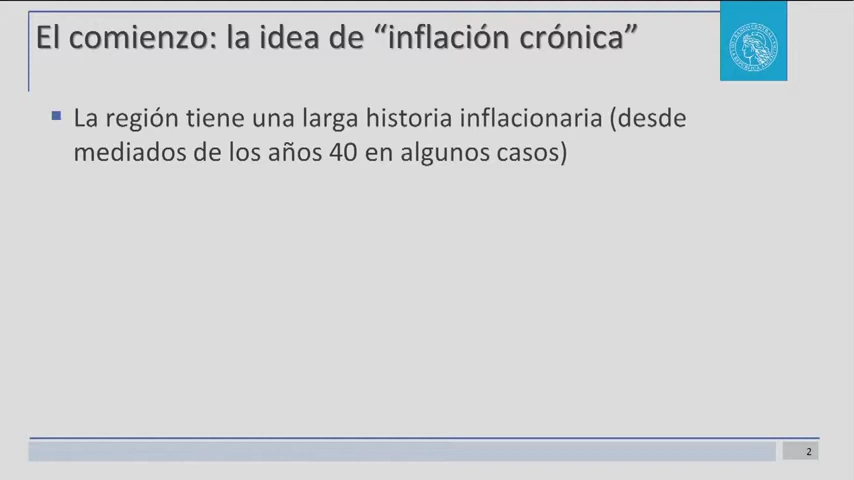 El comienzo: la idea de “inflación crónica”
La región tiene una larga historia inflacionaria (desde
mediados de los años 40 en algunos casos)
2